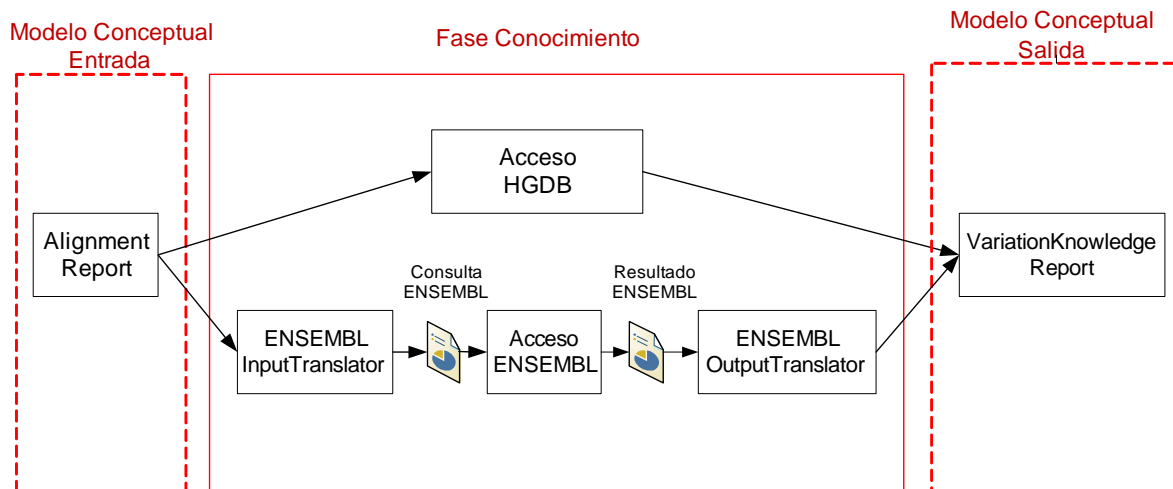 Modelo Conceptual
Entrada
Fase Conocimiento
Modelo Conceptual
Salida
Acceso
HGDB
Alignment
Report
VariationKnowledge
Report
Consulta
ENSEMBL
Resultado
ENSEMBL
ENSEMBL
InputTranslator
Acceso
ENSEMBL
ENSEMBL
OutputTranslator